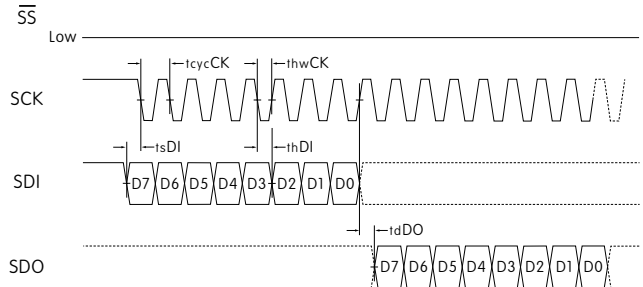 SS
Low
tcycCK thwCK
SCK
tsDI thDI
SDI D7 D6 D5 D4 D3 D2 D1 D0
tdDO
SDO D7 D6 D5 D4 D3 D2 D1 D0